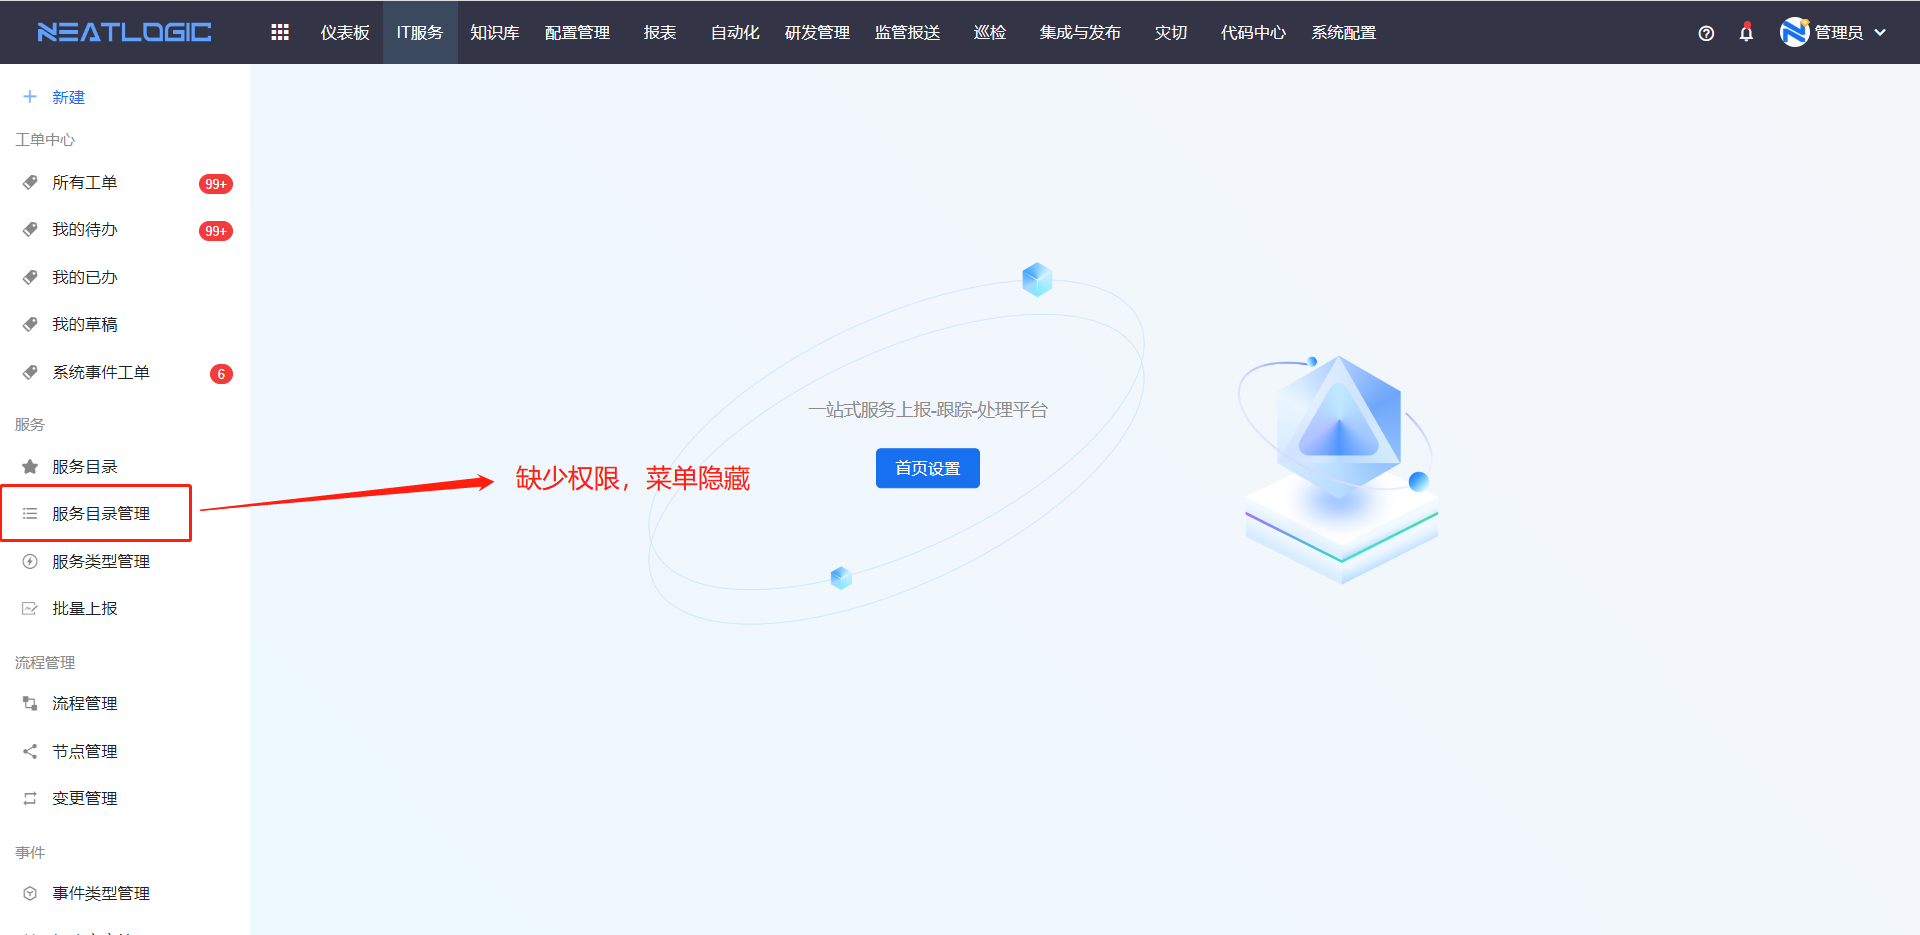 NEATLOGIC
仪表板 IT服务 知识库 配置管理 报表 自动化 研发管理 监管报送 巡检 集成与发布 灾切 代码中心 系统配置 管理员
新建
工单中心
所有工单 99+
我的待办 99+
我的已办
我的草稿
系统事件工单 6
服务
服务目录
服务目录管理
服务类型管理
批量上报
流程管理
流程管理
节点管理
变更管理
事件
事件类型管理
一站式服务上报-跟踪-处理平台
首页设置
缺少权限，菜单隐藏